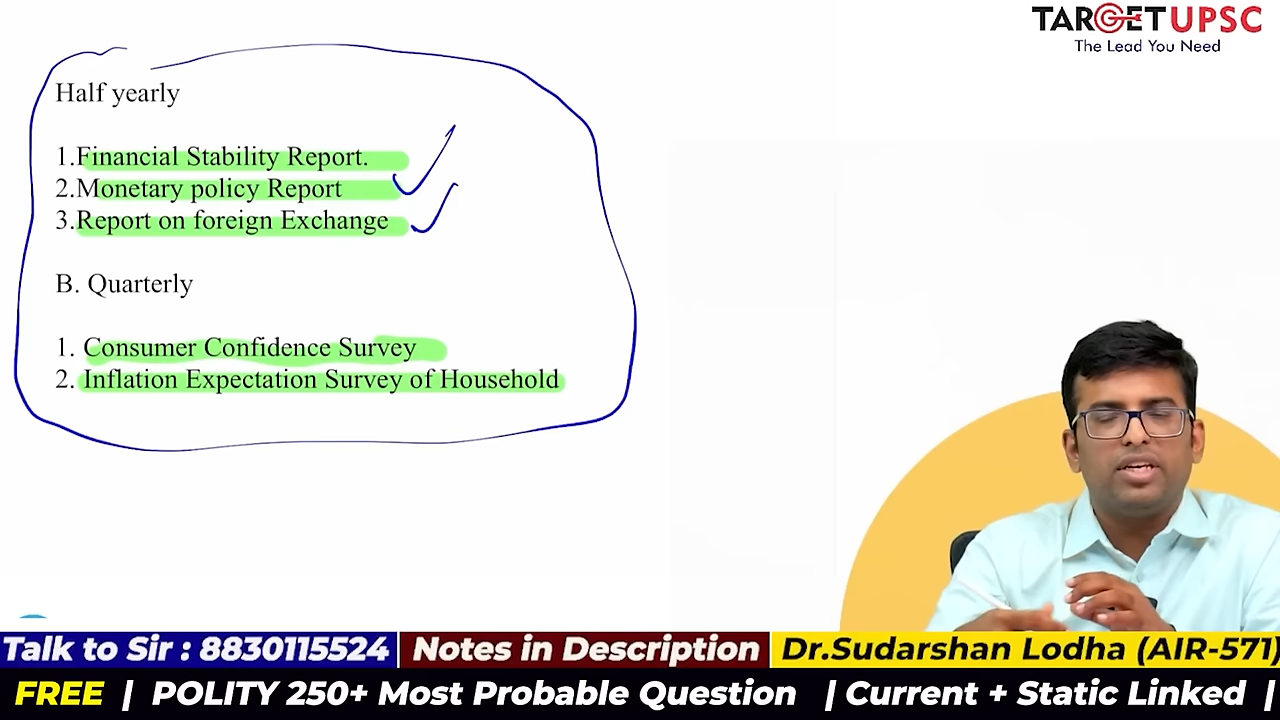 TARGETUPSC
The Lead You Need
Half yearly
1.Financial Stability Report.
2.Monetary policy Report
3.Report on foreign Exchange
B. Quarterly
1. Consumer Confidence Survey
2. Inflation Expectation Survey of Household
Talk to Sir : 8830115524 Notes in Description Dr.Sudarshan Lodha (AIR-571)
FREE | POLITY 250+ Most Probable Question | Current + Static Linked |